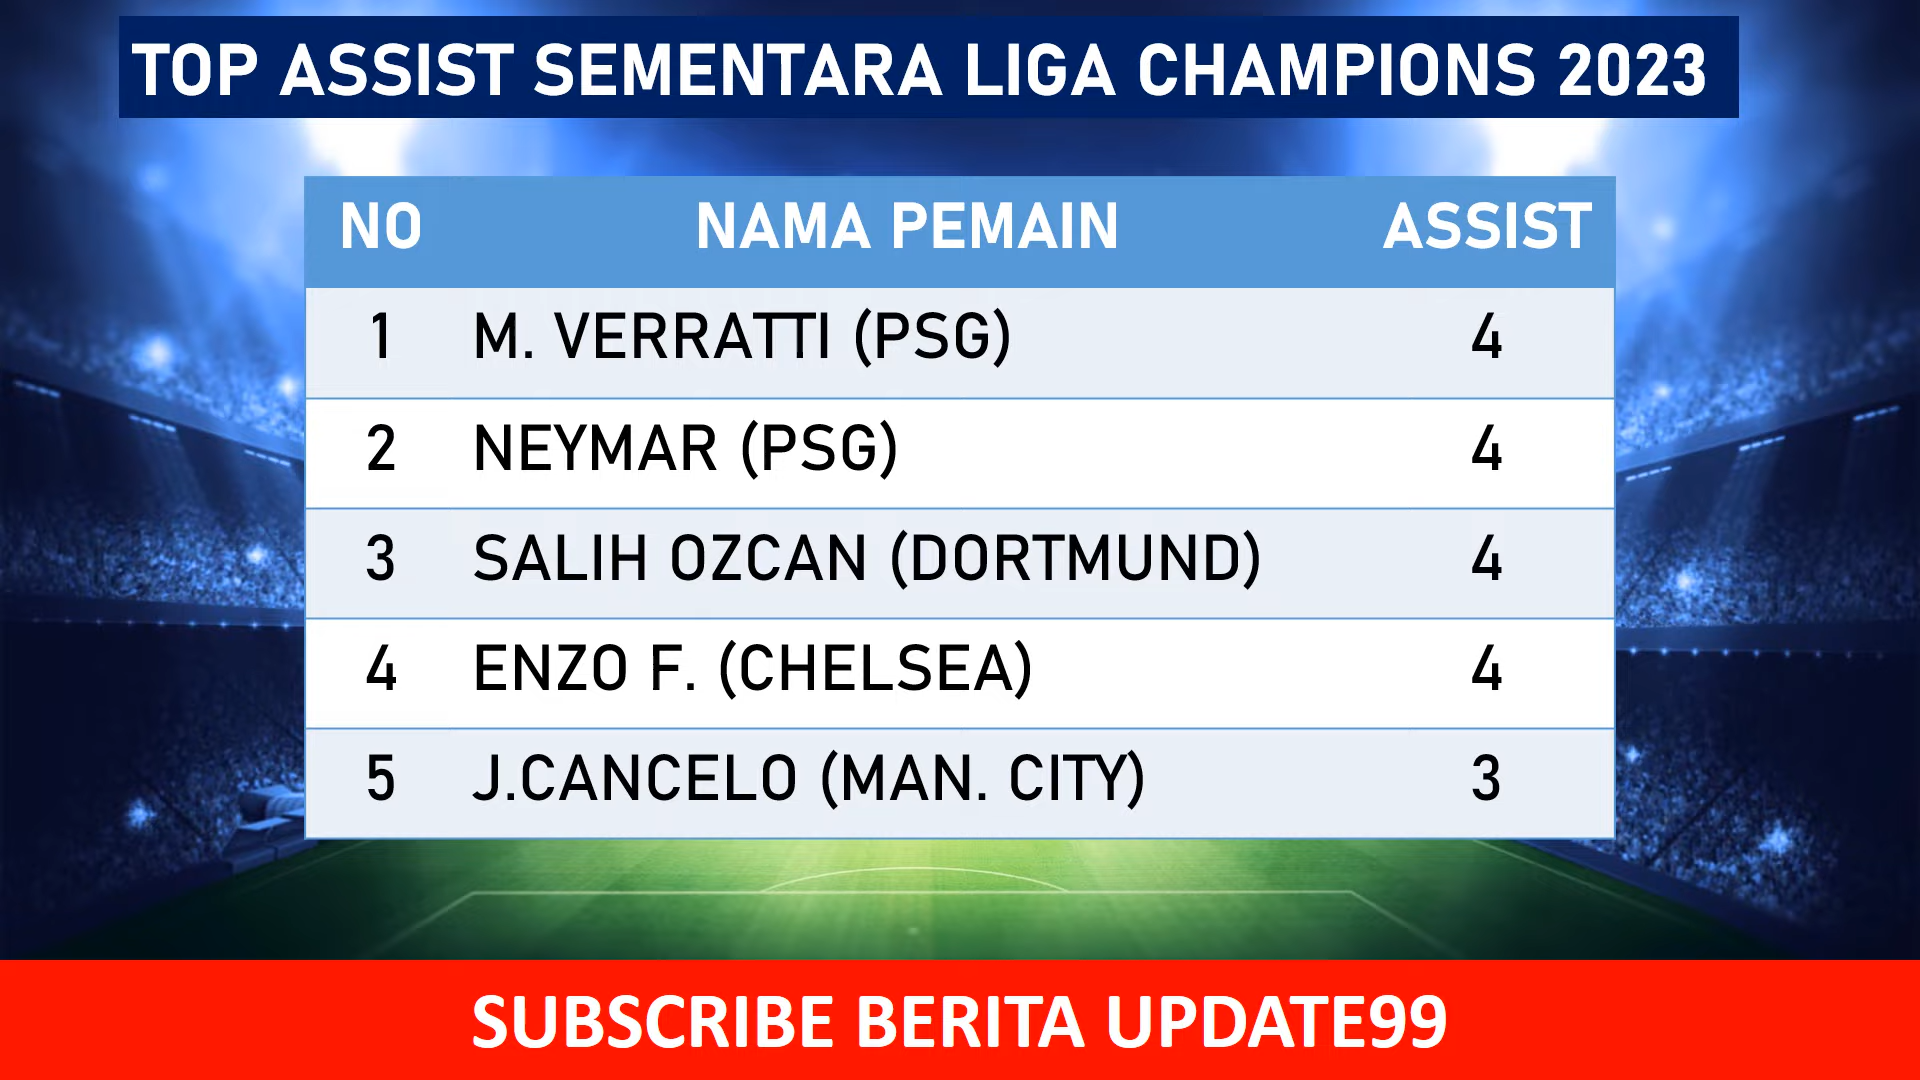 TOP ASSIST SEMENTARA LIGA CHAMPIONS 2023
NO NAMA PEMAIN ASSIST
1 M. VERRATTI (PSG) 4
2 NEYMAR (PSG) 4
3 SALIH OZCAN (DORTMUND) 4
4 ENZO F. (CHELSEA) 4
5 J.CANCELO (MAN. CITY) 3
SUBSCRIBE BERITA UPDATE99